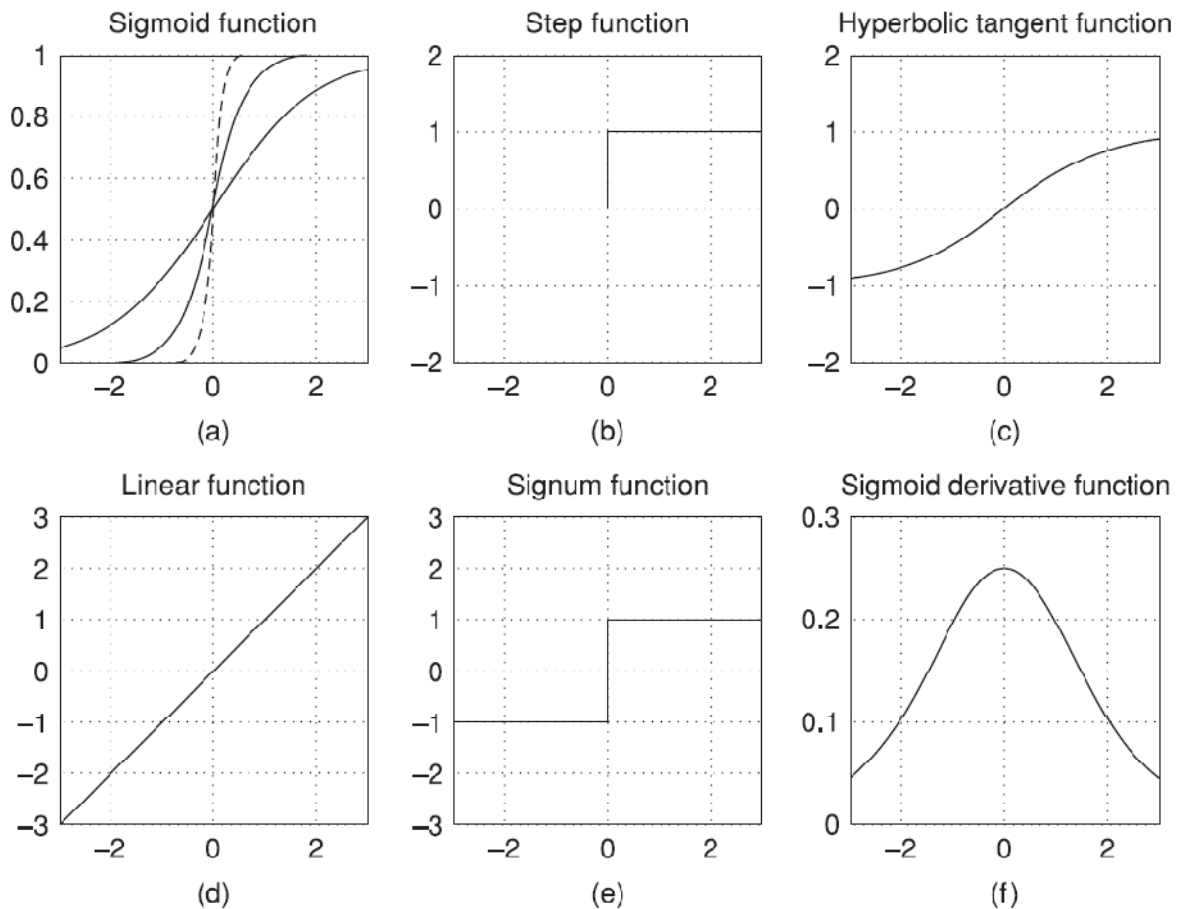 Sigmoid function
1
0.8
0.6
0.4
0.2
0
−2 0 2
(a)
Step function
2
1
0
−1
−2
−2 0 2
(b)
Hyperbolic tangent function
2
1
0
−1
−2
−2 0 2
(c)
Linear function
3
2
1
0
−1
−2
−3
−2 0 2
(d)
Signum function
3
2
1
0
−1
−2
−3
−2 0 2
(e)
Sigmoid derivative function
0.3
0.2
0.1
0
−2 0 2
(f)